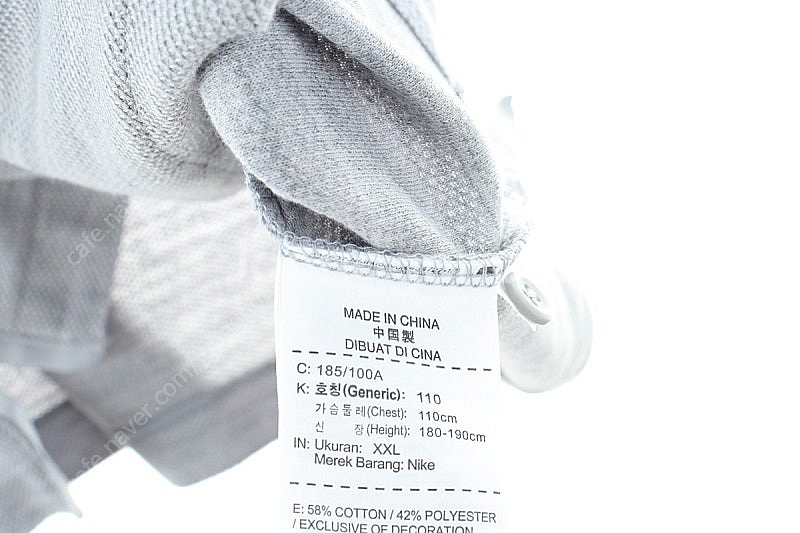 MADE IN CHINA
中国製
DIBUAT DI CINA
C: 185/100A
K: 호칭(Generic): 110
가슴둘레(Chest): 110cm
신 장(Height): 180-190cm
IN: Ukuran: XXL
Merek Barang: Nike
E: 58% COTTON / 42% POLYESTER
/ EXCLUSIVE OF DECORATION